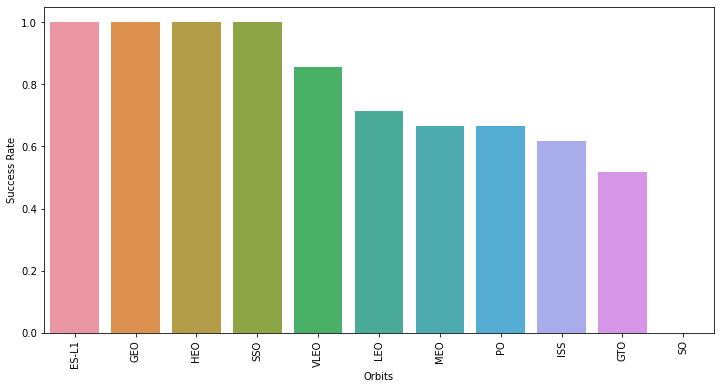 1.0
0.8
0.6
0.4
0.2
0.0
Success Rate
ES-L1
GEO
HEO
SSO
VLEO
LEO
MEO
PO
ISS
GTO
SO
Orbits